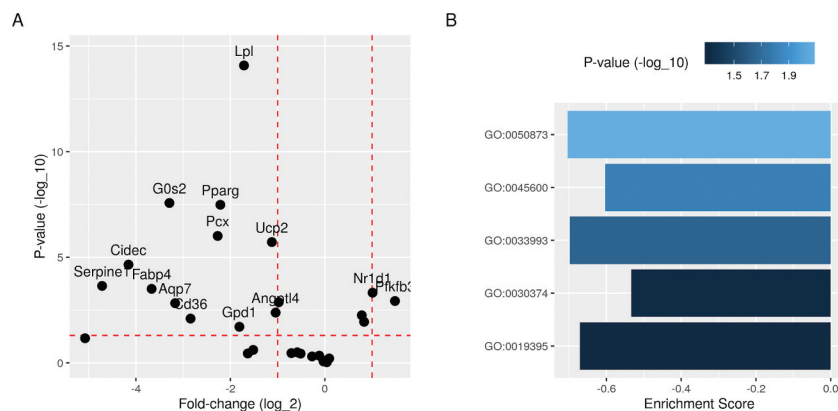 A
P-value (-log_10)
15
10
5
0
Lpl
G0s2
Pparg
Pcx
Ucp2
Cidec
Serpine1
Fabp4
Aqp7
Cd36
Gpd1
Angptl4
Nr1d1
Pfkfb3
-4
-2
0
Fold-change (log_2)
B
P-value (-log_10)
1.5 1.7 1.9
GO:0050873
GO:0045600
GO:0033993
GO:0030374
GO:0019395
-0.6 -0.4 -0.2 0.0
Enrichment Score